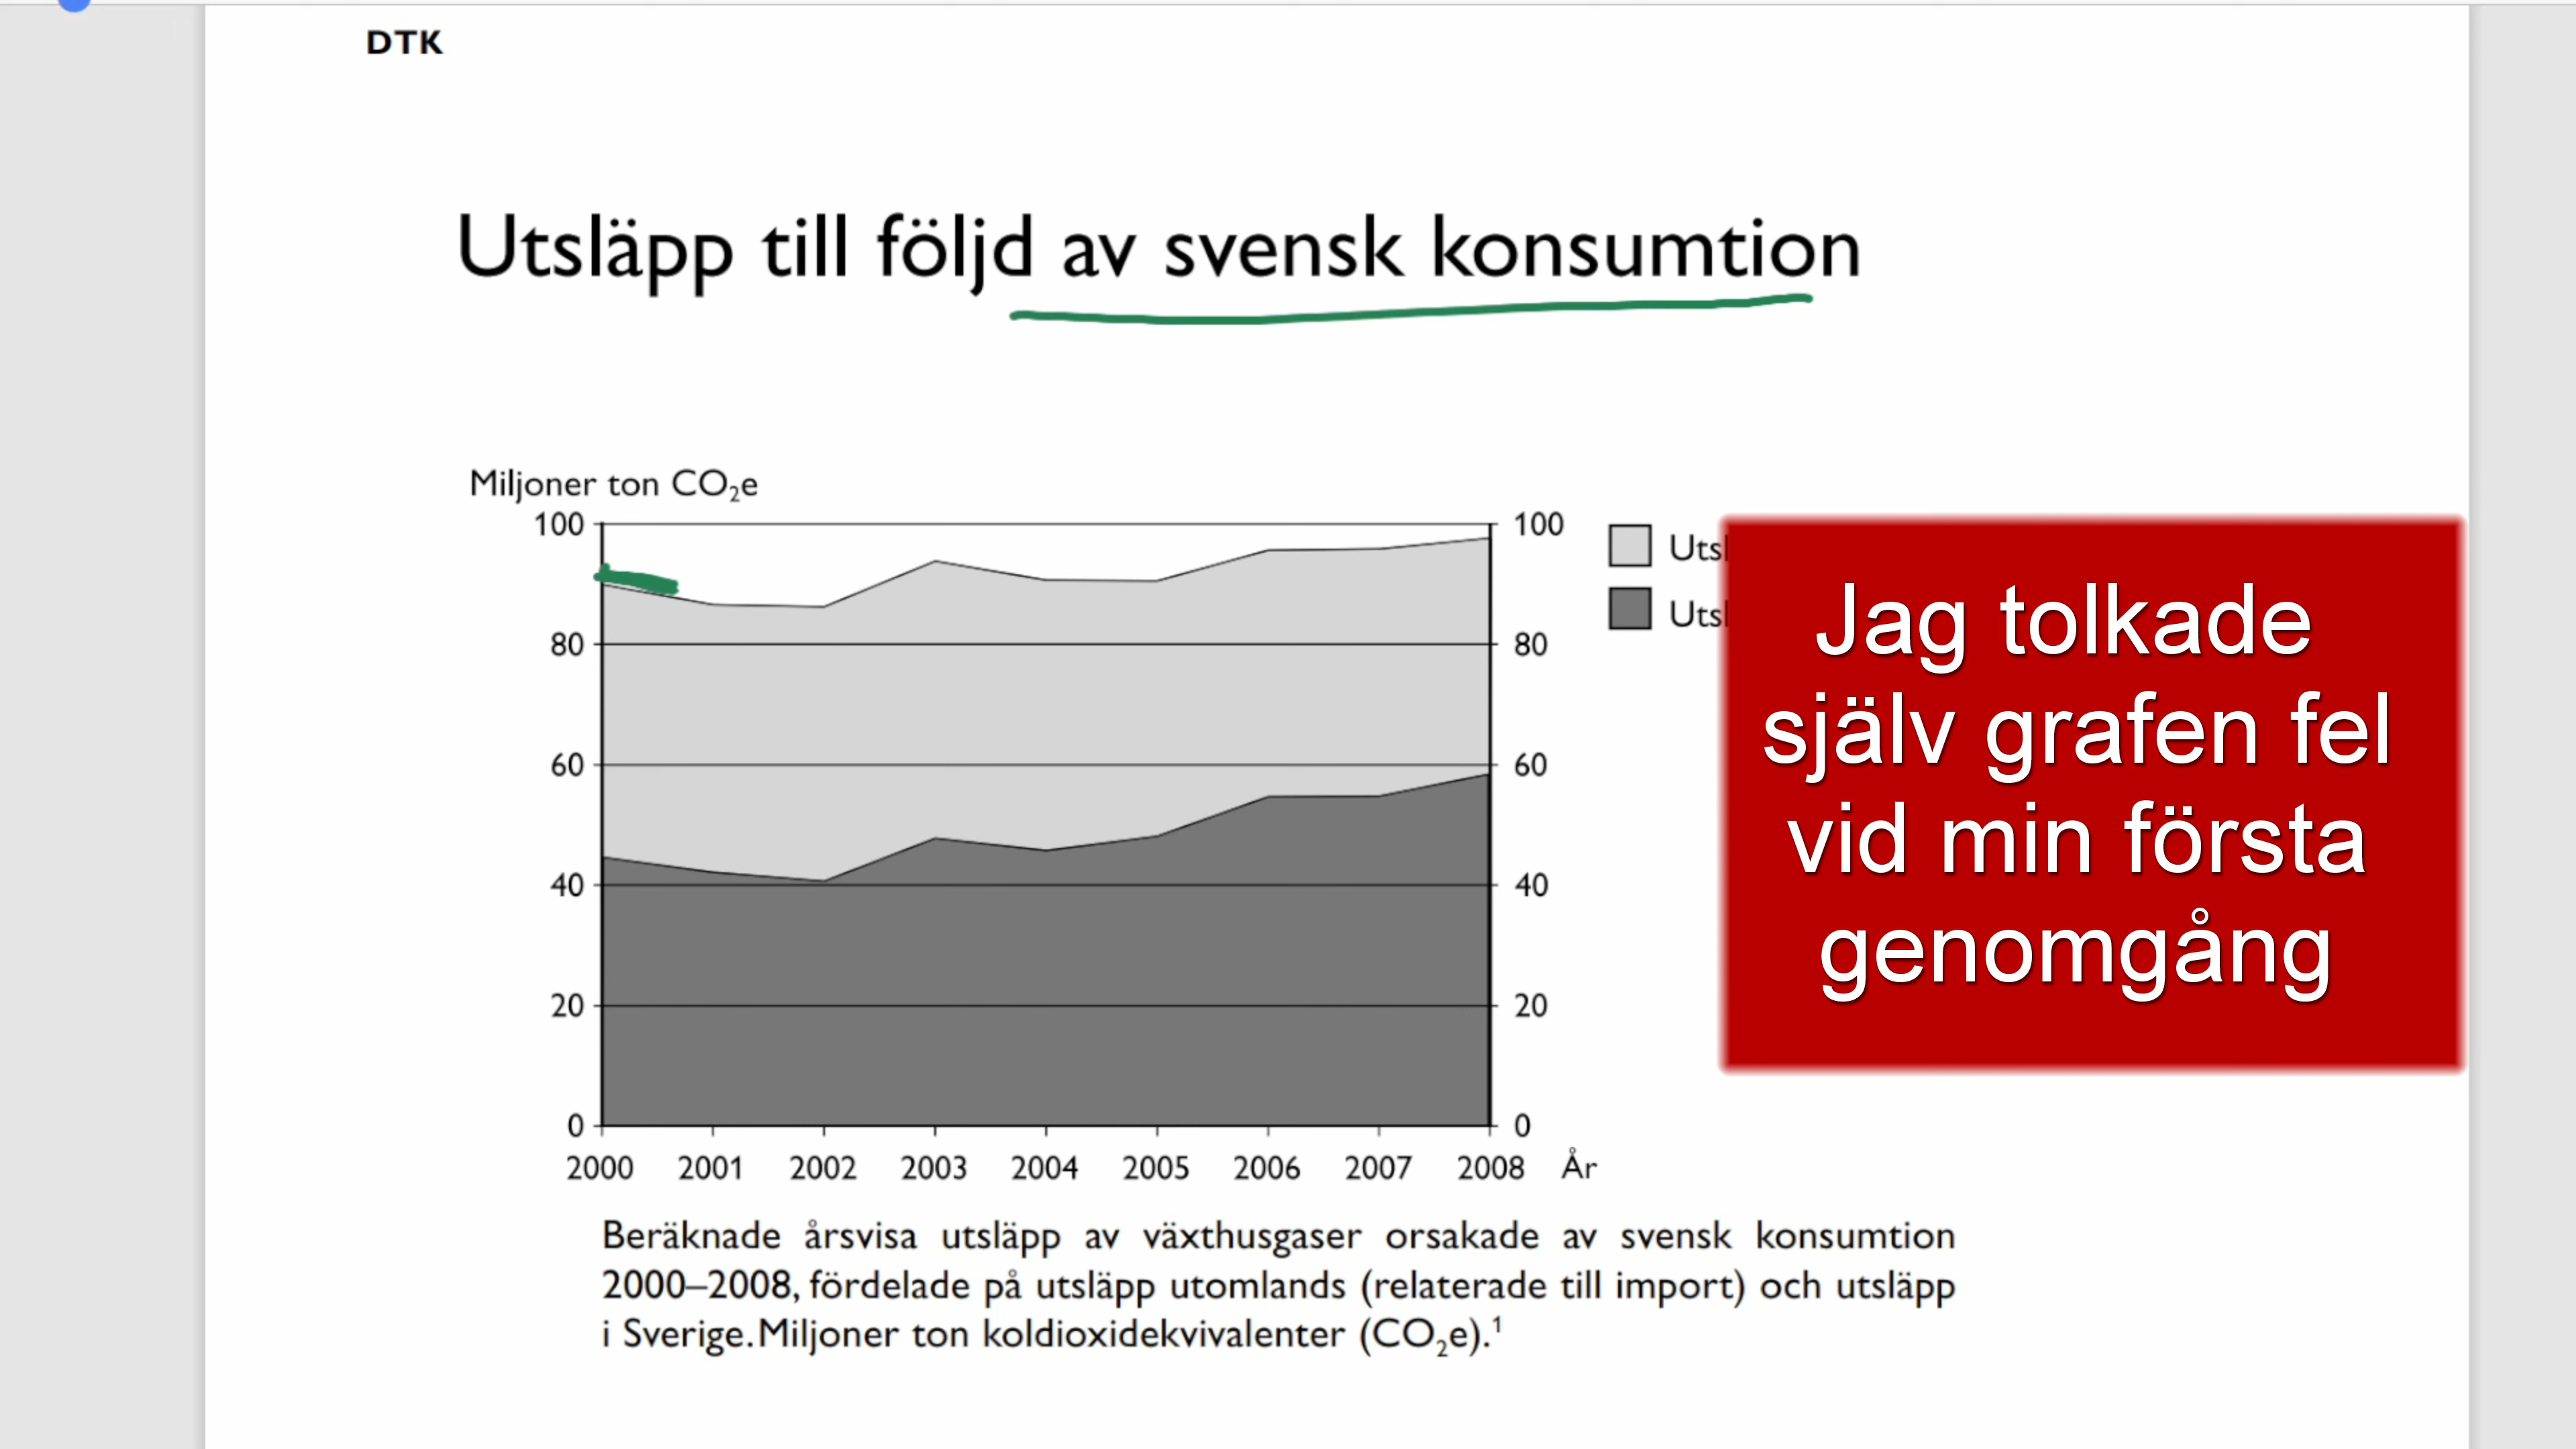 DTK
Utsläpp till följd av svensk konsumtion
Miljoner ton CO₂e
100
80
60
40
20
0
100
80
60
40
20
0
2000 2001 2002 2003 2004 2005 2006 2007 2008 År
Jag tolkade
själv grafen fel
vid min första
genomgång
Beräknade årsvisa utsläpp av växthusgaser orsakade av svensk konsumtion
2000–2008, fördelade på utsläpp utomlands (relaterade till import) och utsläpp
i Sverige. Miljoner ton koldioxidekvivalenter (CO₂e).¹